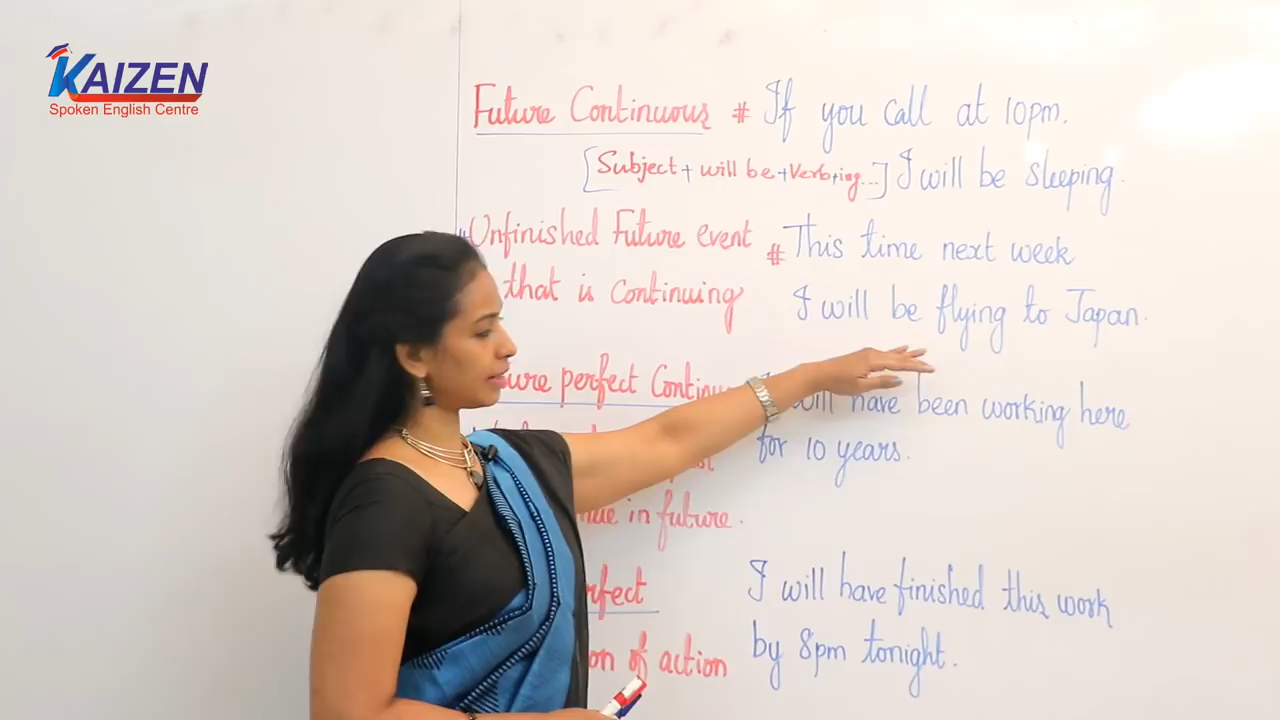 KAIZEN
Spoken English Centre
Future Continuous # If you call at 10pm.
[Subject + will be + Verb+ing...] I will be sleeping.
Unfinished Future event # This time next week
that is continuing I will be flying to Japan.
perfect will have been working here
for 10 years.
in future.
I will have finished this work
of action by 8pm tonight.